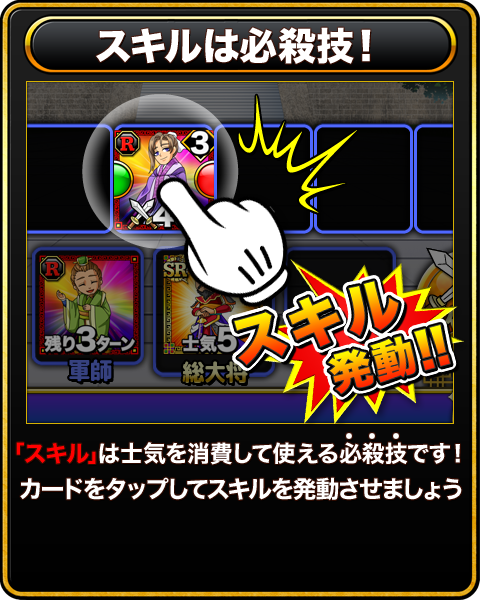 スキルは必殺技！
R
3
R
残り3ターン
軍師
SR
士気5
総大将
スキル
発動!!
「スキル」は士気を消費して使える必殺技です！
カードをタップしてスキルを発動させましょう